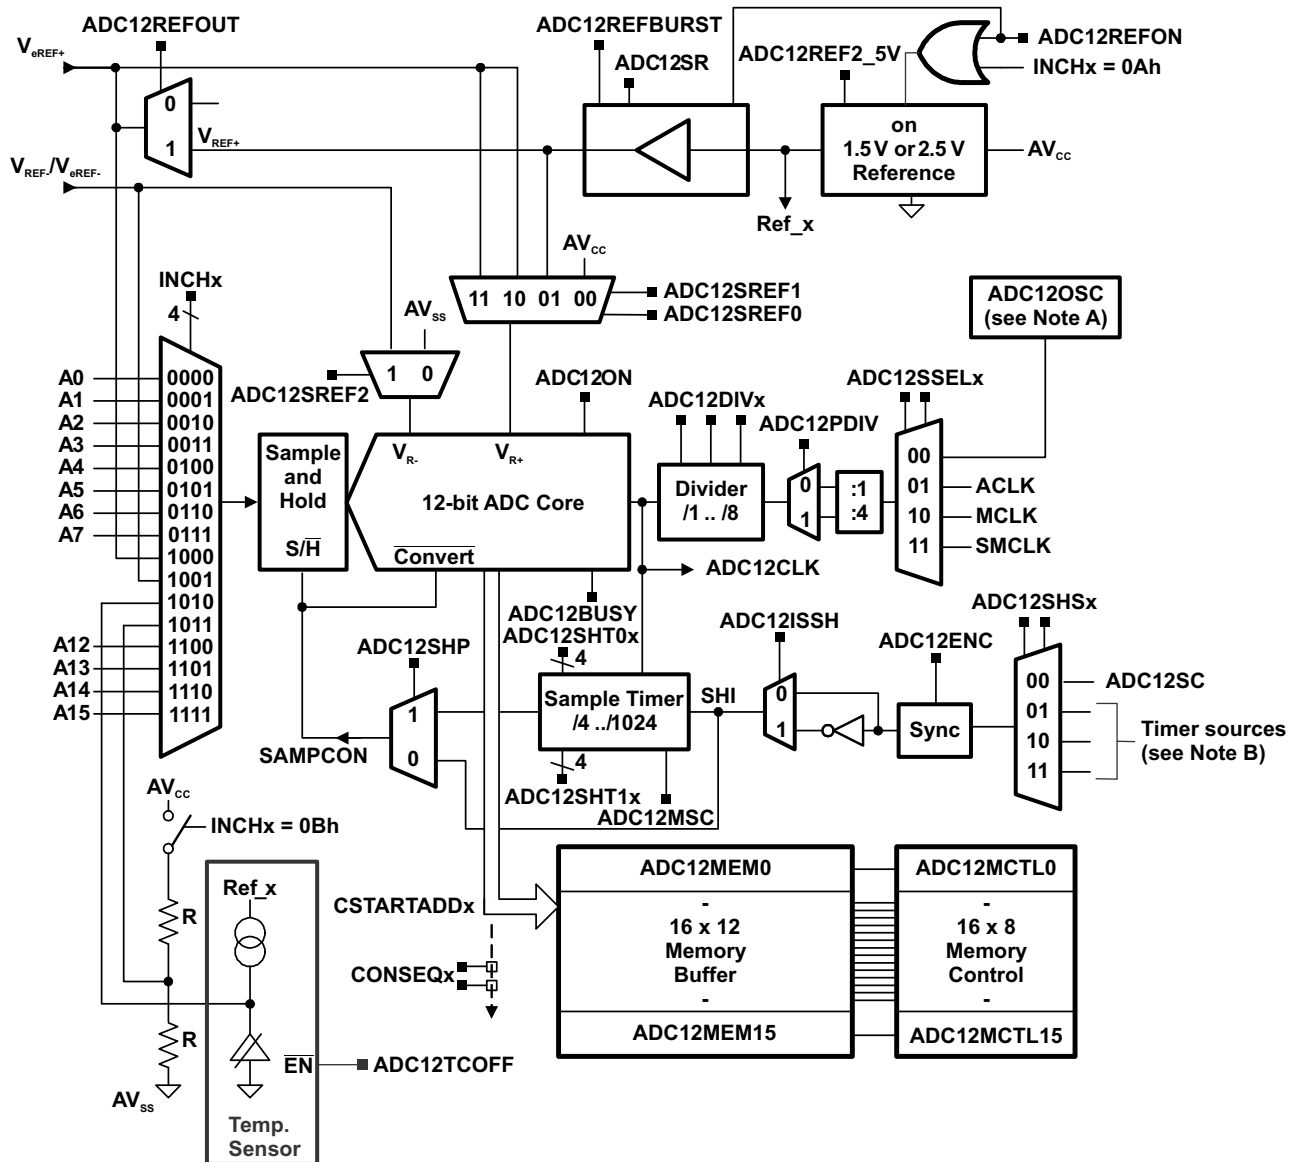 ADC12REFOUT
ADC12REFBURST
ADC12SR
ADC12REF2_5V
ADC12REFON
INCHx = 0Ah
VeREF+
0
1
VREF+
VREF-/VeREF-
on
1.5 V or 2.5 V
Reference
AVCC
Ref_x
AVCC
INCHx
4
AVSS
11 10 01 00
ADC12SREF1
ADC12SREF0
ADC12OSC
(see Note A)
1 0
ADC12SREF2
ADC12ON
ADC12DIVx
ADC12PDIV
ADC12SSELx
A0 0000
A1 0001
A2 0010
A3 0011
A4 0100
A5 0101
A6 0110
A7 0111
1000
1001
1010
1011
A12 1100
A13 1101
A14 1110
A15 1111
Sample
and
Hold
S/H
VR-
VR+
12-bit ADC Core
Convert
Divider
/1 .. /8
0
1
:1
:4
00
01
10
11
ACLK
MCLK
SMCLK
ADC12CLK
ADC12BUSY
ADC12SHT0x
4
ADC12SHP
ADC12ISSH
ADC12ENC
ADC12SHSx
1
0
SAMPCON
Sample Timer
/4 ../1024
SHI
0
1
Sync
00
01
10
11
ADC12SC
Timer sources
(see Note B)
4
ADC12SHT1x
ADC12MSC
AVCC
INCHx = 0Bh
R
R
AVSS
Ref_x
EN
ADC12TCOFF
Temp.
Sensor
CSTARTADDx
CONSEQx
ADC12MEM0
-
16 x 12
Memory
Buffer
-
ADC12MEM15
ADC12MCTL0
-
16 x 8
Memory
Control
-
ADC12MCTL15